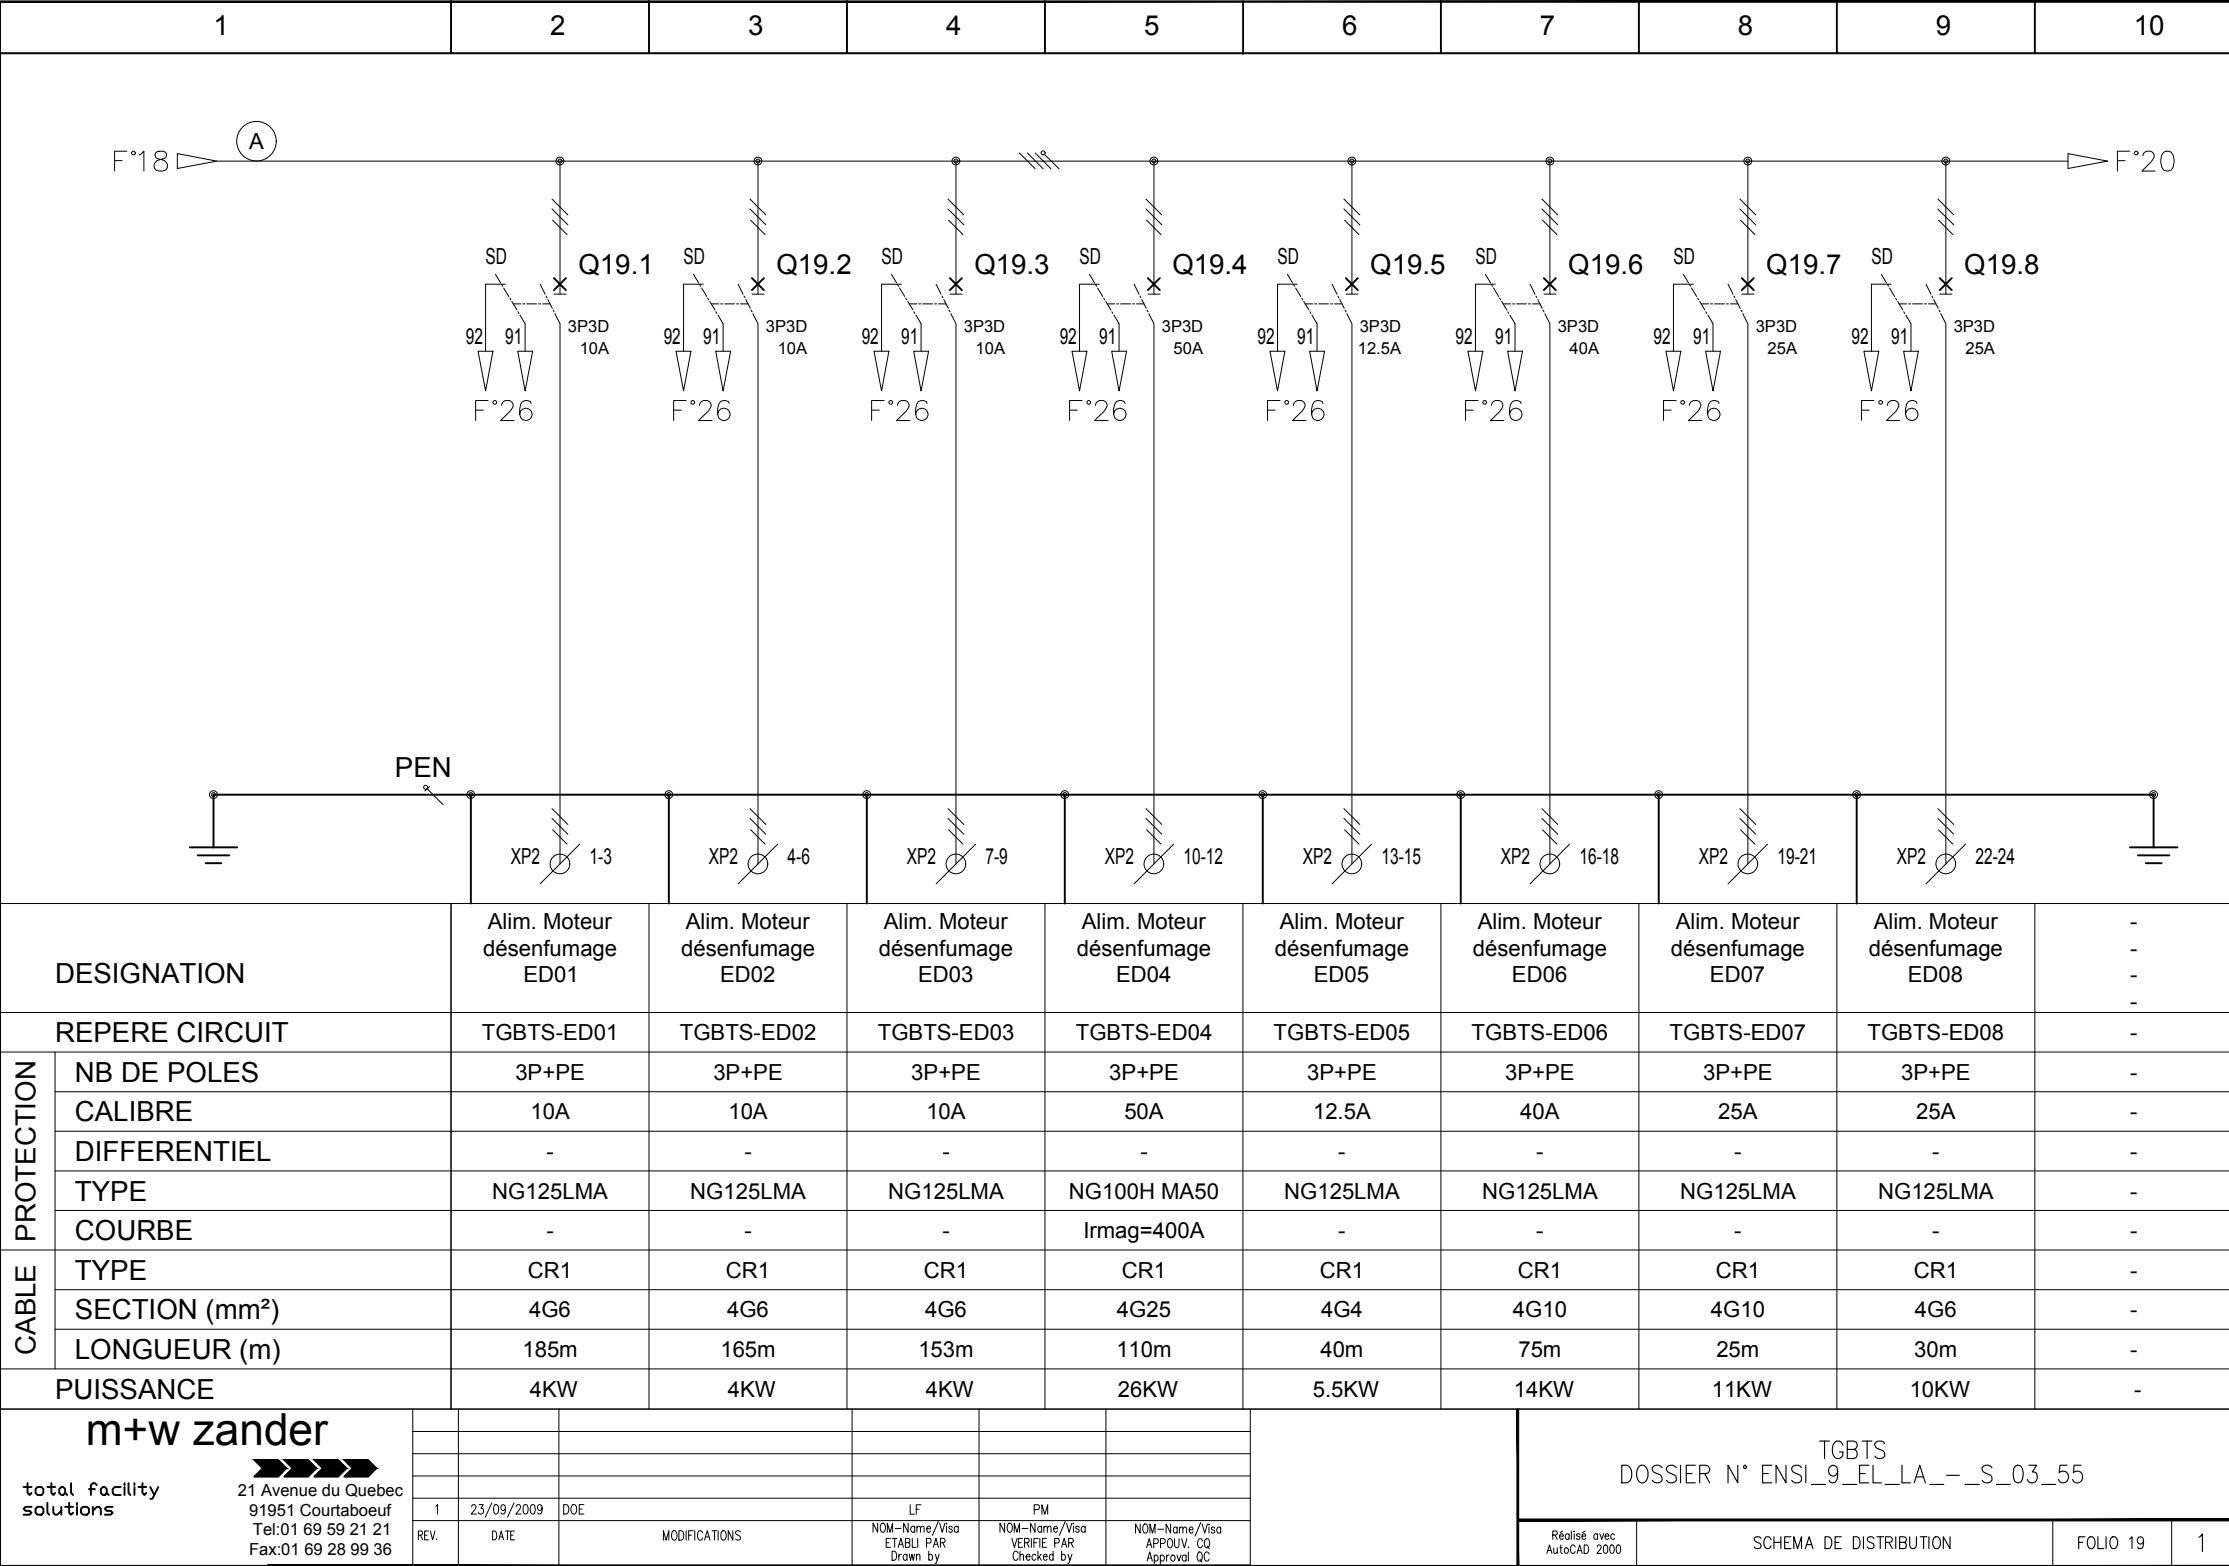 1 2 3 4 5 6 7 8 9 10
A
F°18 F°20
SD Q19.1 SD Q19.2 SD Q19.3 SD Q19.4 SD Q19.5 SD Q19.6 SD Q19.7 SD Q19.8
3P3D 3P3D 3P3D 3P3D 3P3D 3P3D 3P3D 3P3D
92 91 10A 92 91 10A 92 91 10A 92 91 50A 92 91 12.5A 92 91 40A 92 91 25A 92 91 25A
F°26 F°26 F°26 F°26 F°26 F°26 F°26 F°26
PEN
XP2 1-3 XP2 4-6 XP2 7-9 XP2 10-12 XP2 13-15 XP2 16-18 XP2 19-21 XP2 22-24
DESIGNATION
Alim. Moteur
désenfumage
ED01
Alim. Moteur
désenfumage
ED02
Alim. Moteur
désenfumage
ED03
Alim. Moteur
désenfumage
ED04
Alim. Moteur
désenfumage
ED05
Alim. Moteur
désenfumage
ED06
Alim. Moteur
désenfumage
ED07
Alim. Moteur
désenfumage
ED08
-
-
-
-
REPERE CIRCUIT TGBTS-ED01 TGBTS-ED02 TGBTS-ED03 TGBTS-ED04 TGBTS-ED05 TGBTS-ED06 TGBTS-ED07 TGBTS-ED08 -
PROTECTION
NB DE POLES 3P+PE 3P+PE 3P+PE 3P+PE 3P+PE 3P+PE 3P+PE 3P+PE -
CALIBRE 10A 10A 10A 50A 12.5A 40A 25A 25A -
DIFFERENTIEL - - - - - - - - -
TYPE NG125LMA NG125LMA NG125LMA NG100H MA50 NG125LMA NG125LMA NG125LMA NG125LMA -
COURBE - - - Irmag=400A - - - - -
CABLE
TYPE CR1 CR1 CR1 CR1 CR1 CR1 CR1 CR1 -
SECTION (mm²) 4G6 4G6 4G6 4G25 4G4 4G10 4G10 4G6 -
LONGUEUR (m) 185m 165m 153m 110m 40m 75m 25m 30m -
PUISSANCE 4KW 4KW 4KW 26KW 5.5KW 14KW 11KW 10KW -
m+w zander
total facility
solutions
21 Avenue du Quebec
91951 Courtaboeuf
Tel:01 69 59 21 21
Fax:01 69 28 99 36
1 23/09/2009 DOE LF PM
REV. DATE MODIFICATIONS
NOM-Name/Visa
ETABLI PAR
Drawn by
NOM-Name/Visa
VERIFIE PAR
Checked by
NOM-Name/Visa
APPOUV. CQ
Approval QC
TGBTS
DOSSIER N° ENSI_9_EL_LA_-_S_03_55
Réalisé avec
AutoCAD 2000
SCHEMA DE DISTRIBUTION
FOLIO 19
1